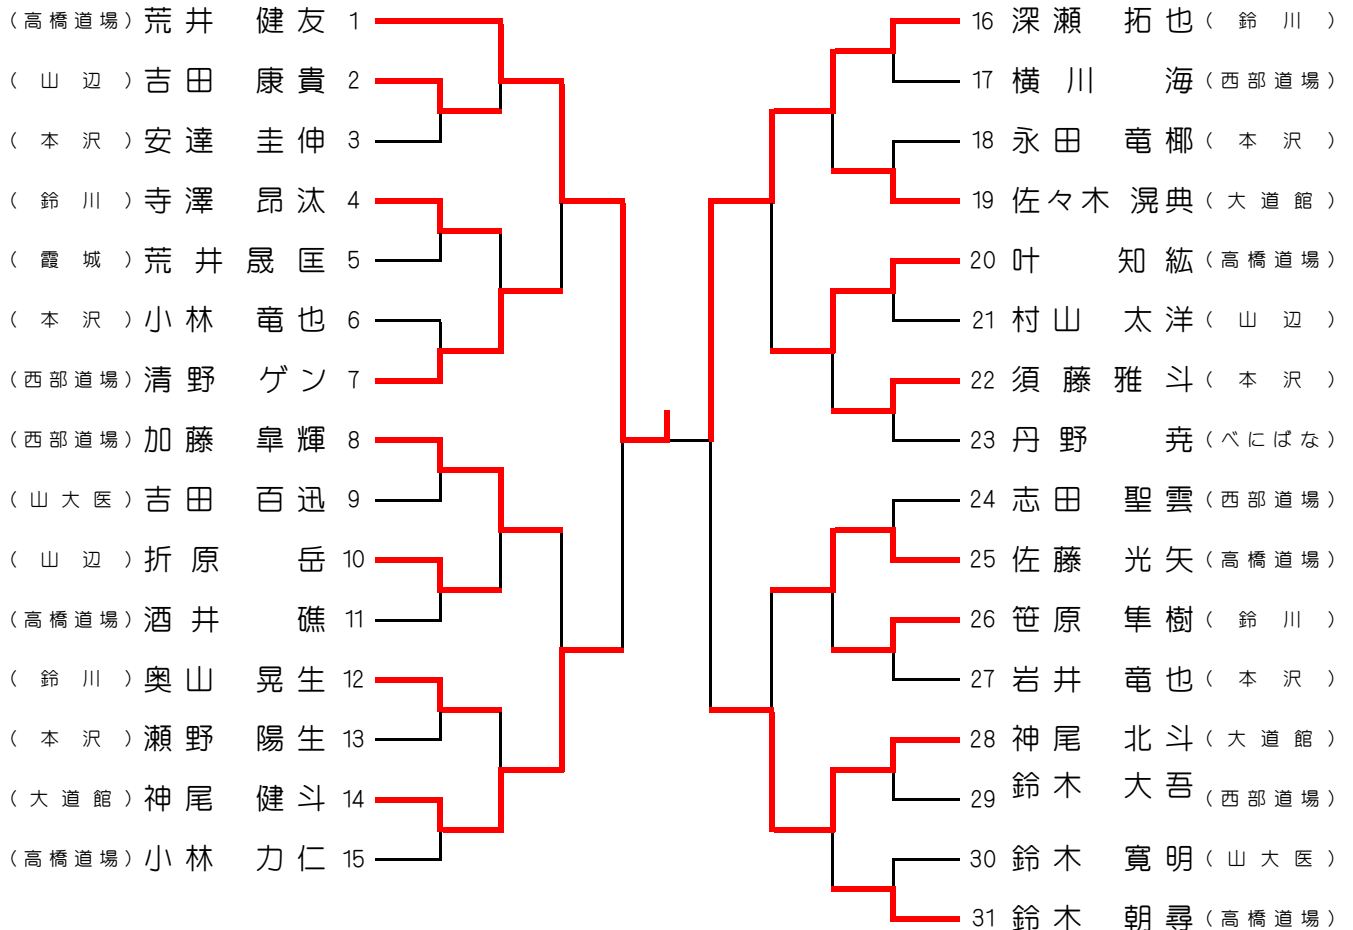 (高橋道場) 荒井 健友 1
(山辺) 吉田 康貴 2
(本沢) 安達 圭伸 3
(鈴川) 寺澤 昂汰 4
(霞城) 荒井 晟匡 5
(本沢) 小林 竜也 6
(西部道場) 清野 ゲン 7
(西部道場) 加藤 皐輝 8
(山大医) 吉田 百迅 9
(山辺) 折原 岳 10
(高橋道場) 酒井 礁 11
(鈴川) 奥山 晃生 12
(本沢) 瀬野 陽生 13
(大道館) 神尾 健斗 14
(高橋道場) 小林 力仁 15
16 深瀬 拓也 (鈴川)
17 横川 海 (西部道場)
18 永田 竜椰 (本沢)
19 佐々木 滉典 (大道館)
20 叶 知紘 (高橋道場)
21 村山 太洋 (山辺)
22 須藤 雅斗 (本沢)
23 丹野 尭 (べにばな)
24 志田 聖雲 (西部道場)
25 佐藤 光矢 (高橋道場)
26 笹原 隼樹 (鈴川)
27 岩井 竜也 (本沢)
28 神尾 北斗 (大道館)
29 鈴木 大吾 (西部道場)
30 鈴木 寛明 (山大医)
31 鈴木 朝尋 (高橋道場)